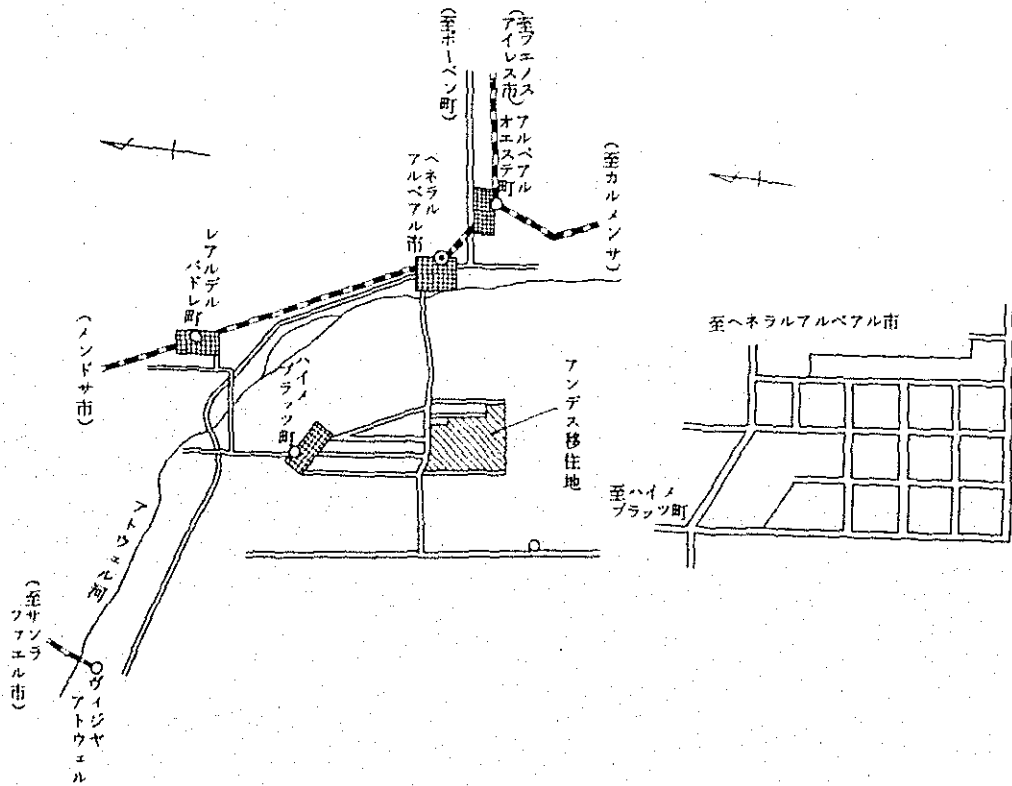 (至ボーベン町)
(至ブエノス
アイレス市)
アルベアル
オエステ町
(至カルメンサ)
ヘネラル
アルベアル市
レアルデル
パドレ町
(メンドサ市)
ハイメ
プラッツ町
アンデス移住地
アトウェル河
(至サンラ
ファエル市)
ヴィジヤ
アトウェル
至ヘネラルアルベアル市
至ハイメ
プラッツ町